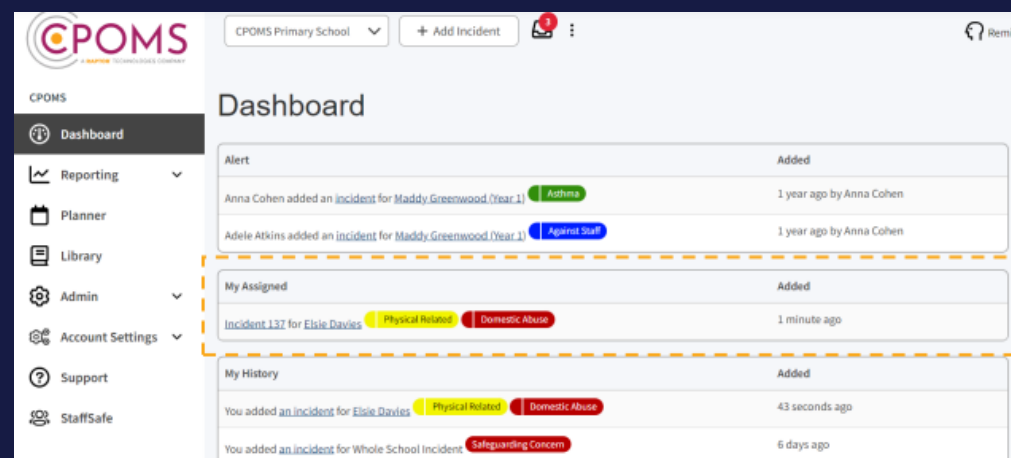 CPOMS
A RAPTOR TECHNOLOGIES COMPANY
CPOMS Primary School
+ Add Incident
3
CPOMS
Dashboard
Reporting
Planner
Library
Admin
Account Settings
Support
StaffSafe
Dashboard
Alert Added
Anna Cohen added an incident for Maddy Greenwood (Year 1) Asthma 1 year ago by Anna Cohen
Adele Atkins added an incident for Maddy Greenwood (Year 1) Against Staff 1 year ago by Anna Cohen
My Assigned Added
Incident 137 for Elsie Davies Physical Related Domestic Abuse 1 minute ago
My History Added
You added an incident for Elsie Davies Physical Related Domestic Abuse 43 seconds ago
You added an incident for Whole School Incident Safeguarding Concern 6 days ago